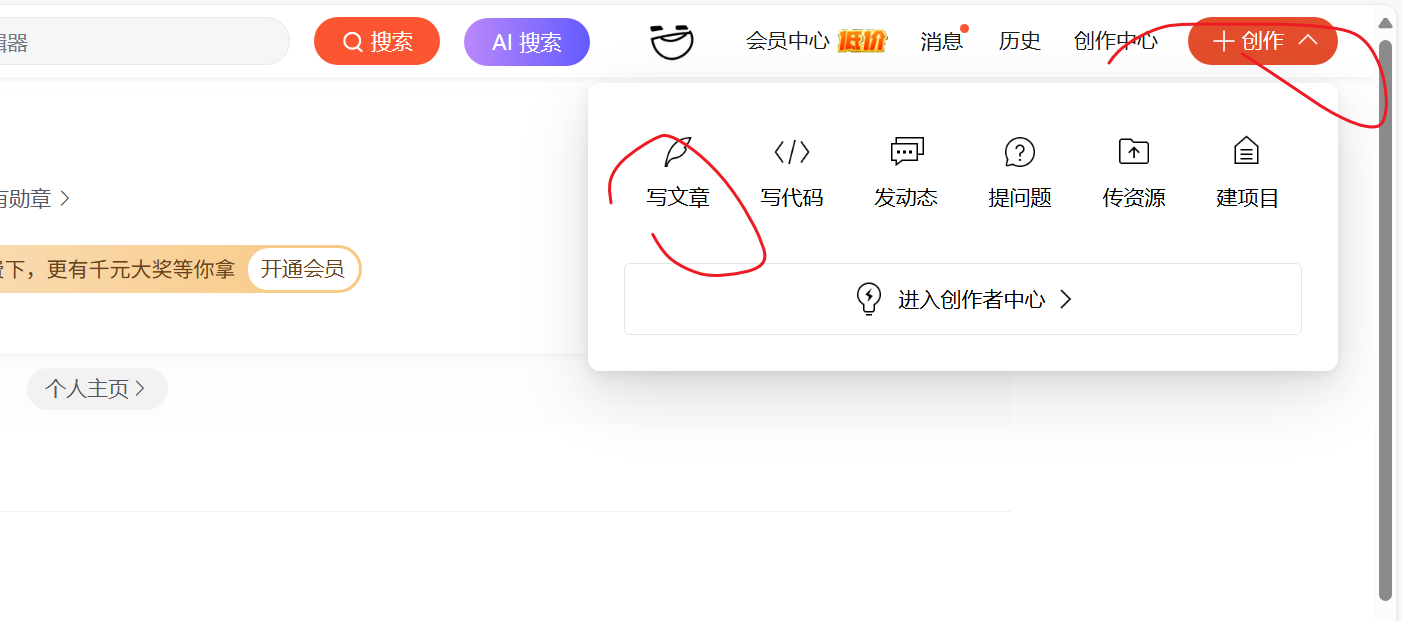 辑器
搜索
AI 搜索
会员中心 低价
消息
历史
创作中心
创作
写文章
写代码
发动态
提问题
传资源
建项目
有勋章
下，更有千元大奖等你拿
开通会员
进入创作者中心
个人主页